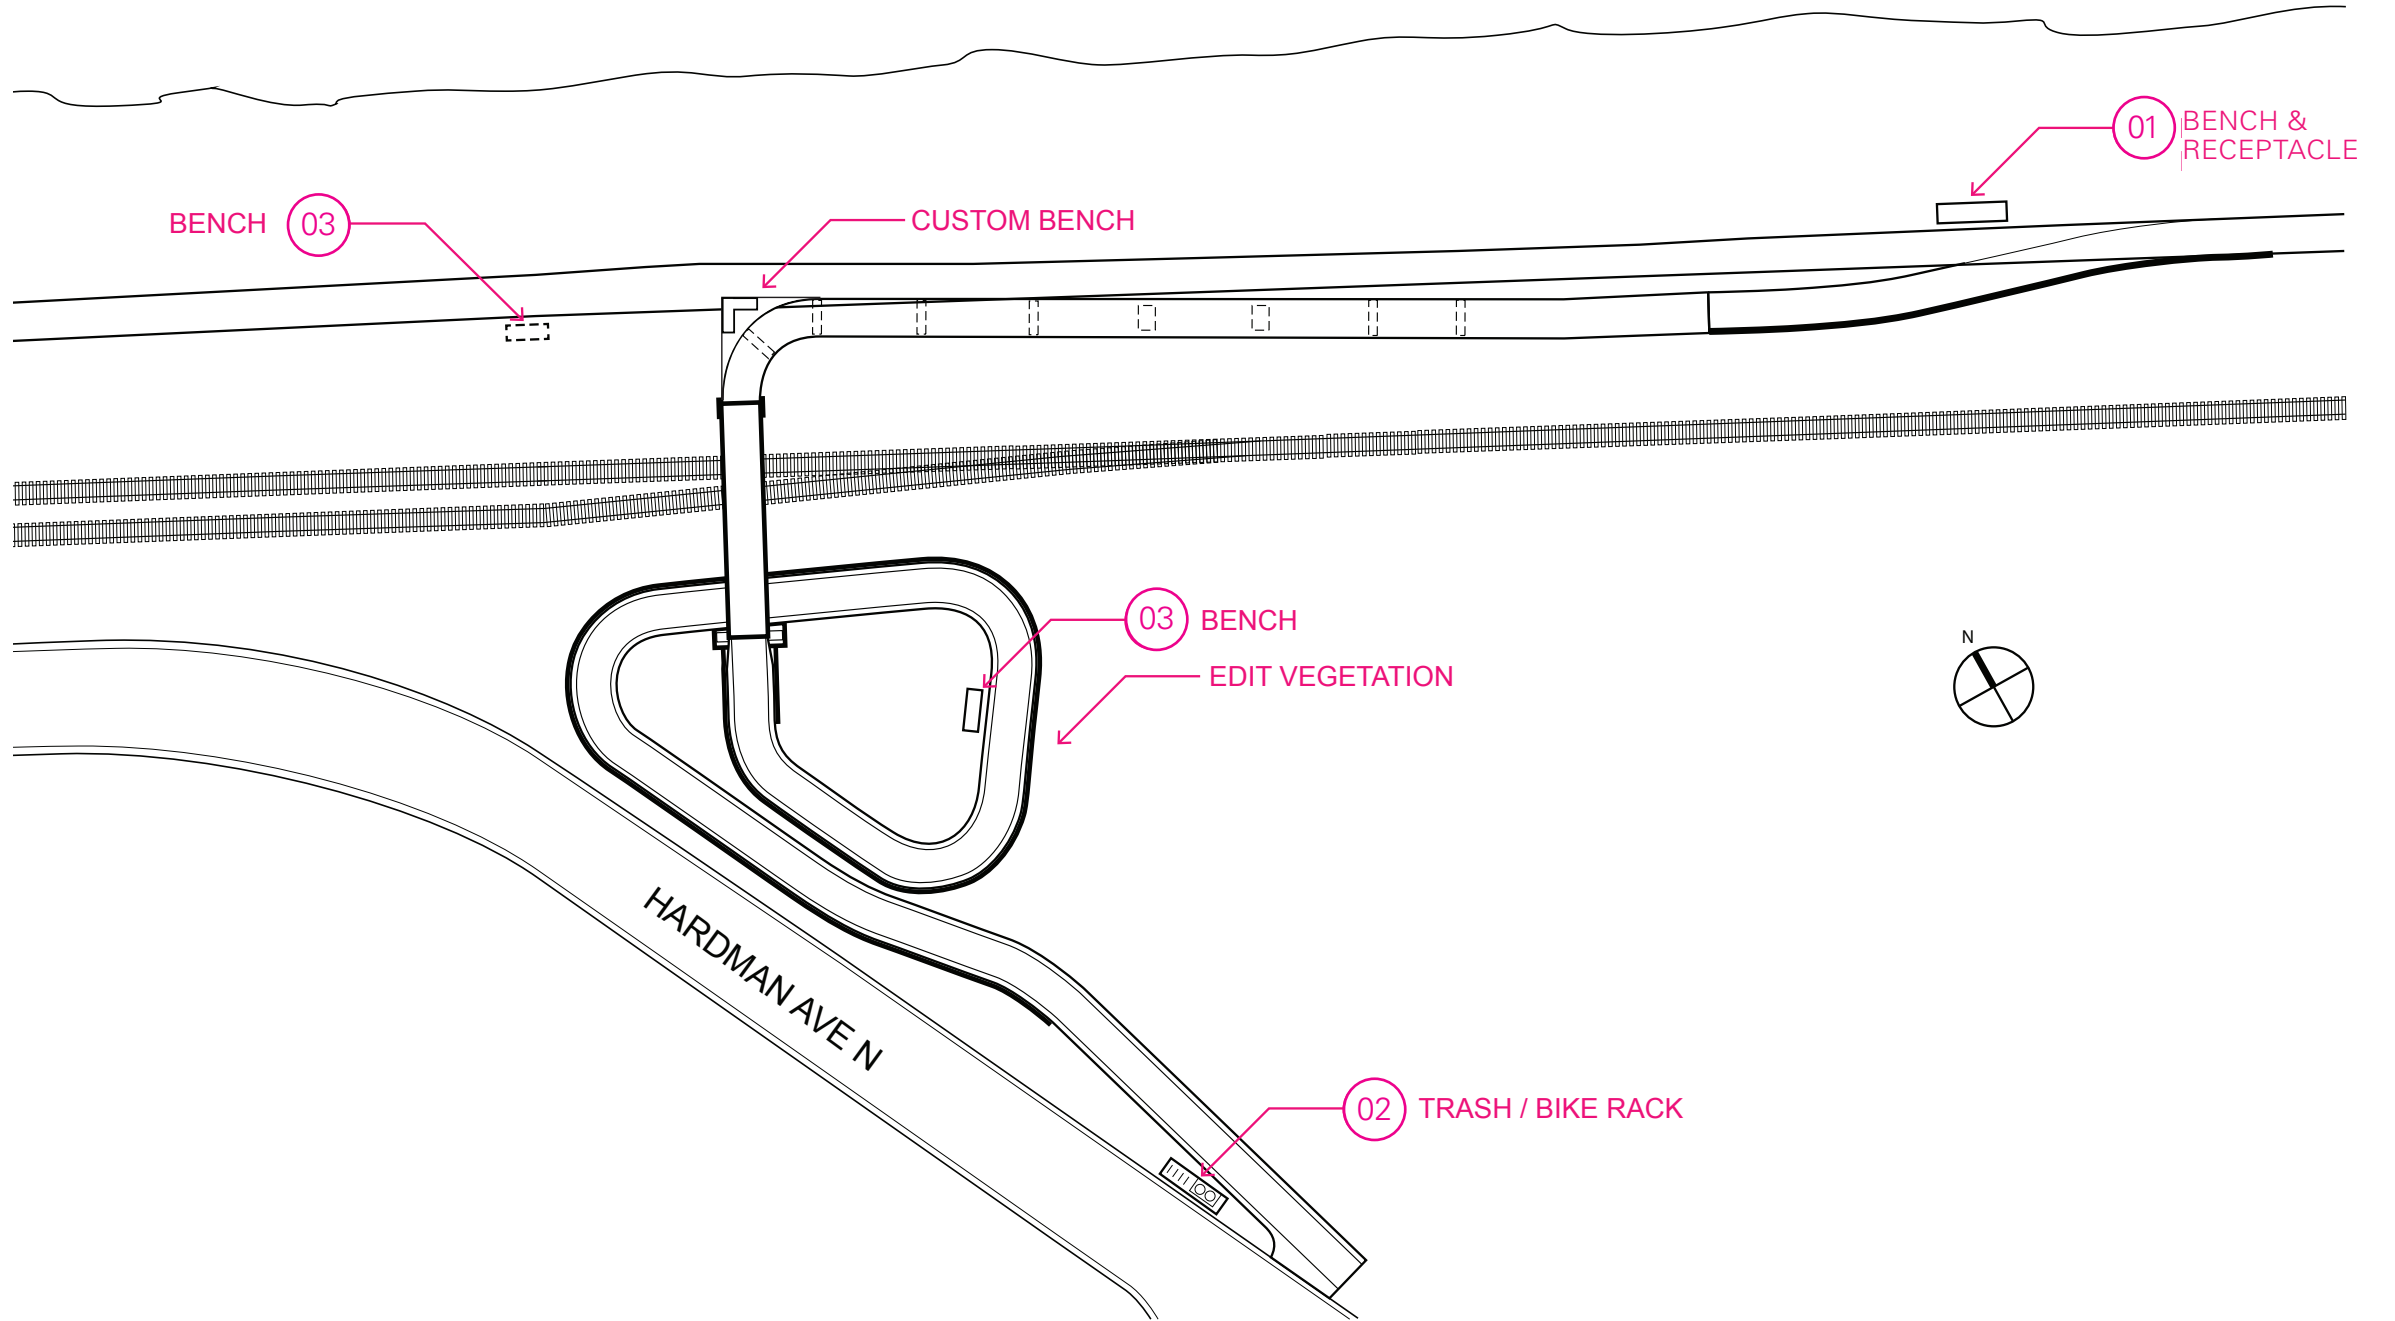 01 BENCH &
RECEPTACLE
BENCH 03
CUSTOM BENCH
03 BENCH
N
EDIT VEGETATION
HARDMAN AVE N
02 TRASH / BIKE RACK